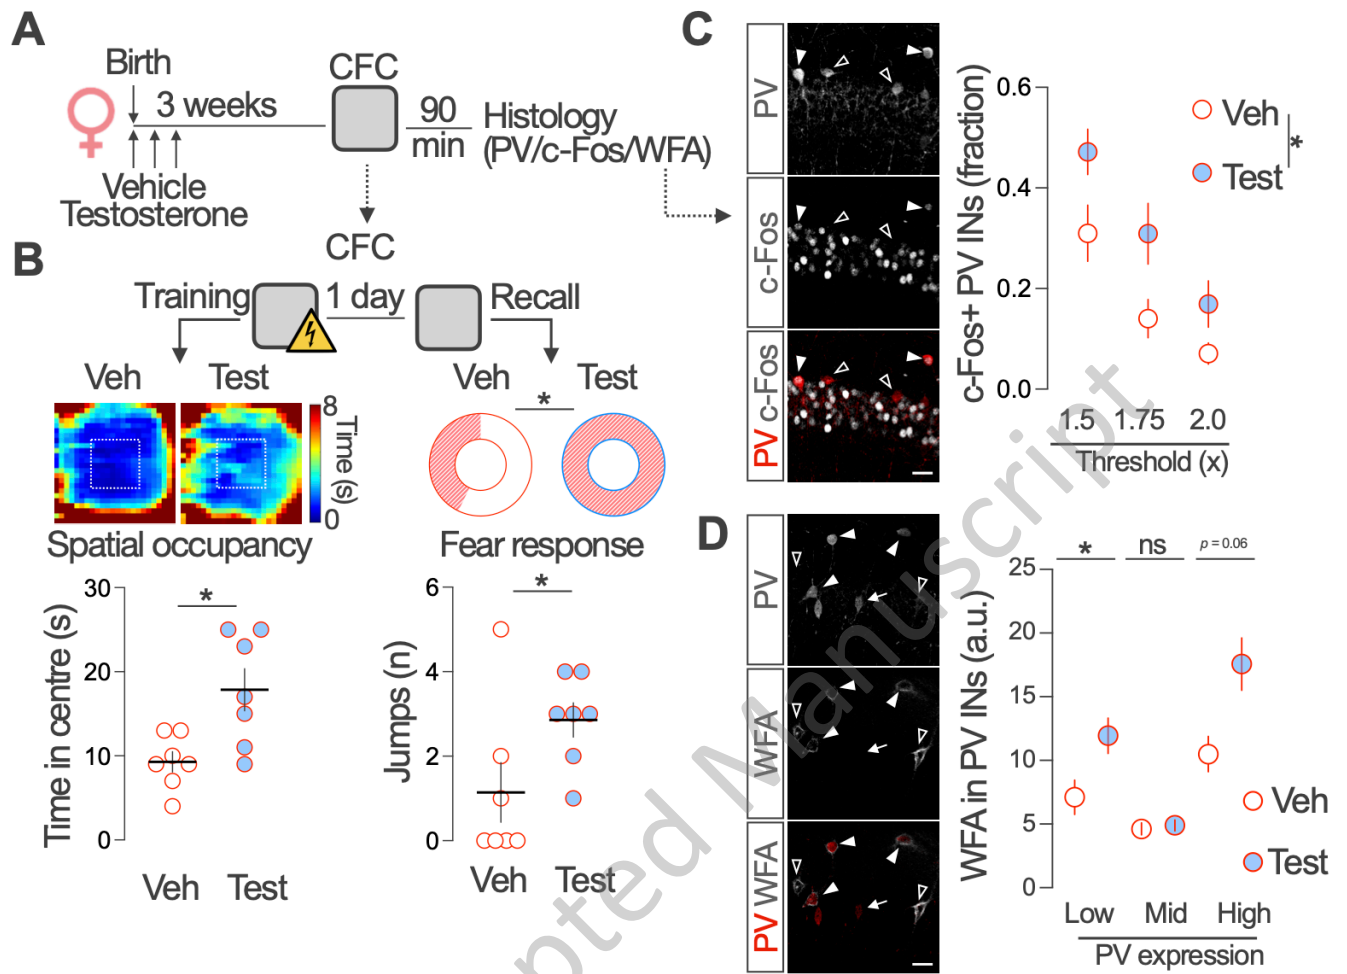 A
Birth
3 weeks
CFC
90
min
Histology
(PV/c-Fos/WFA)
Vehicle
Testosterone
CFC
B
Training
1 day
Recall
Veh
Test
8
Time (s)
0
Spatial occupancy
Veh
*
Test
Fear response
Time in centre (s)
30
20
10
0
*
Veh
Test
Jumps (n)
6
4
2
0
*
Veh
Test
C
PV
c-Fos
PV c-Fos
c-Fos+ PV INs (fraction)
0.6
0.4
0.2
0.0
Veh
Test
*
1.5
1.75
2.0
Threshold (x)
D
PV
WFA
PV WFA
WFA in PV INs (a.u.)
25
20
15
10
5
0
*
ns
p = 0.06
Veh
Test
Low
Mid
High
PV expression
pted Manuscript